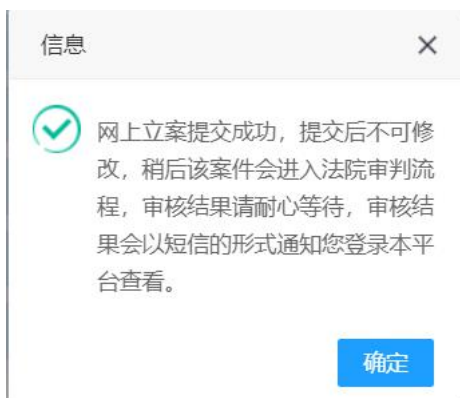 信息
网上立案提交成功，提交后不可修
改，稍后该案件会进入法院审判流
程，审核结果请耐心等待，审核结
果会以短信的形式通知您登录本平
台查看。
确定